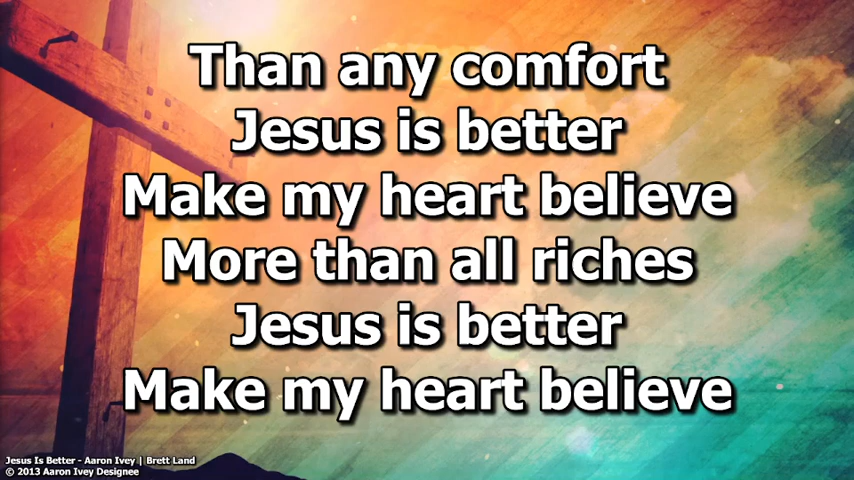 Than any comfort
Jesus is better
Make my heart believe
More than all riches
Jesus is better
Make my heart believe
Jesus Is Better - Aaron Ivey | Brett Land
© 2013 Aaron Ivey Designee